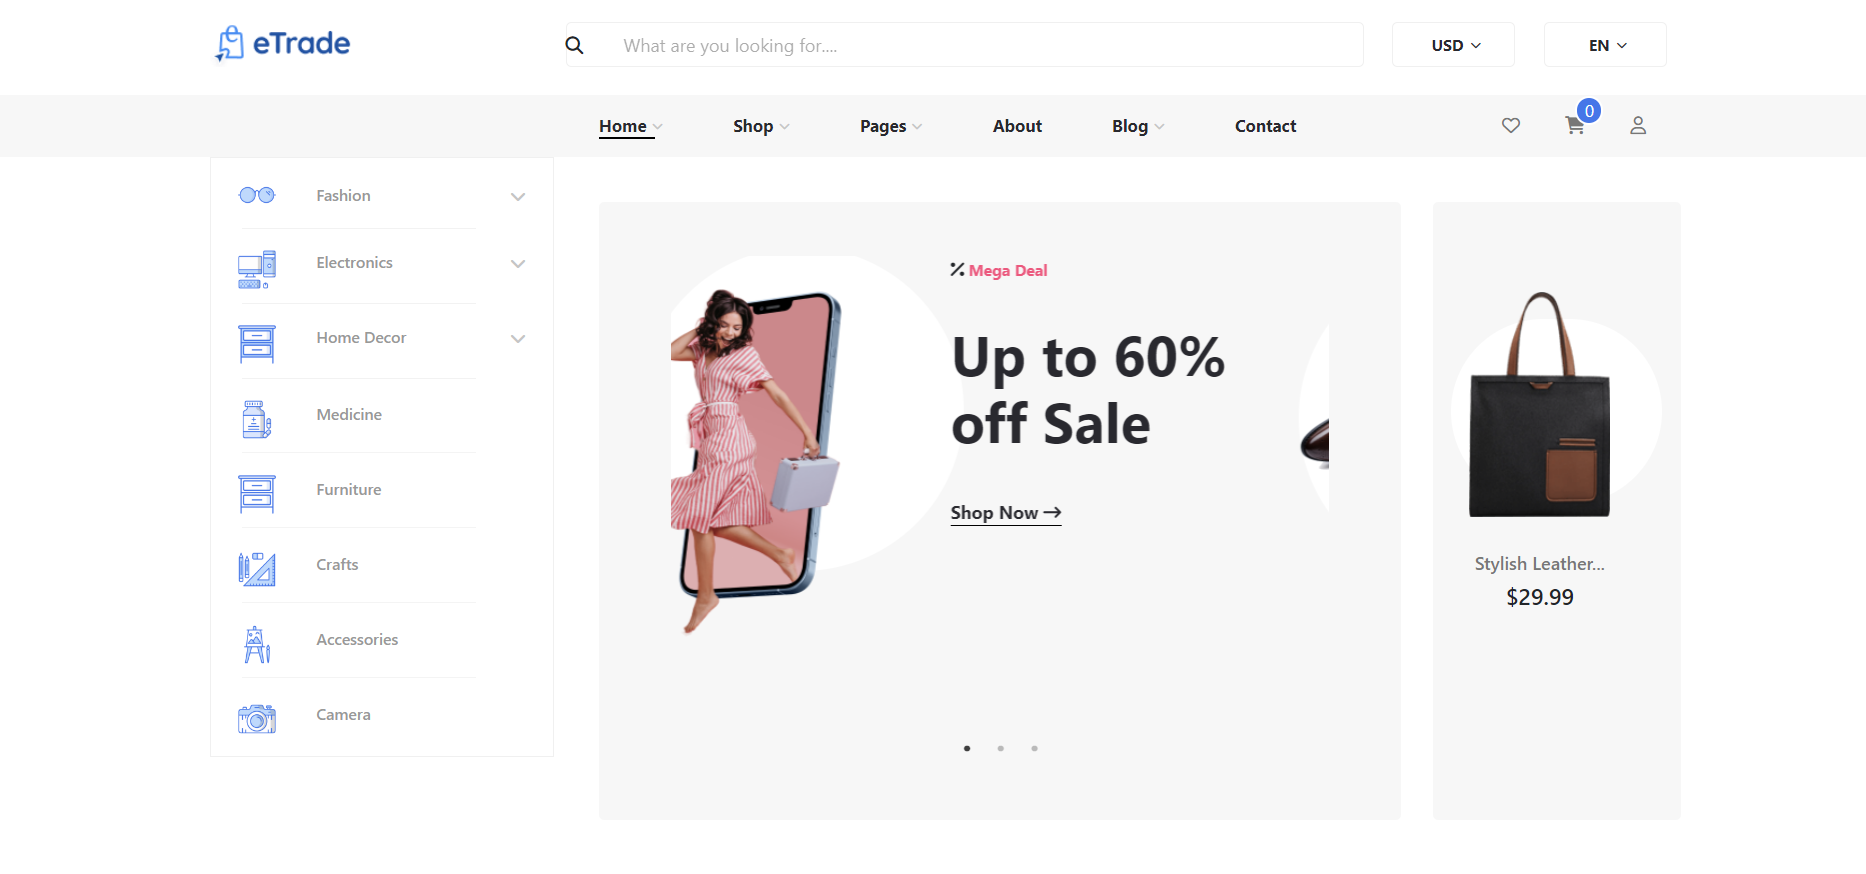 eTrade
What are you looking for....
USD
EN
Home
Shop
Pages
About
Blog
Contact
0
Fashion
Electronics
Home Decor
Medicine
Furniture
Crafts
Accessories
Camera
Mega Deal
Up to 60%
off Sale
Shop Now →
Stylish Leather...
$29.99